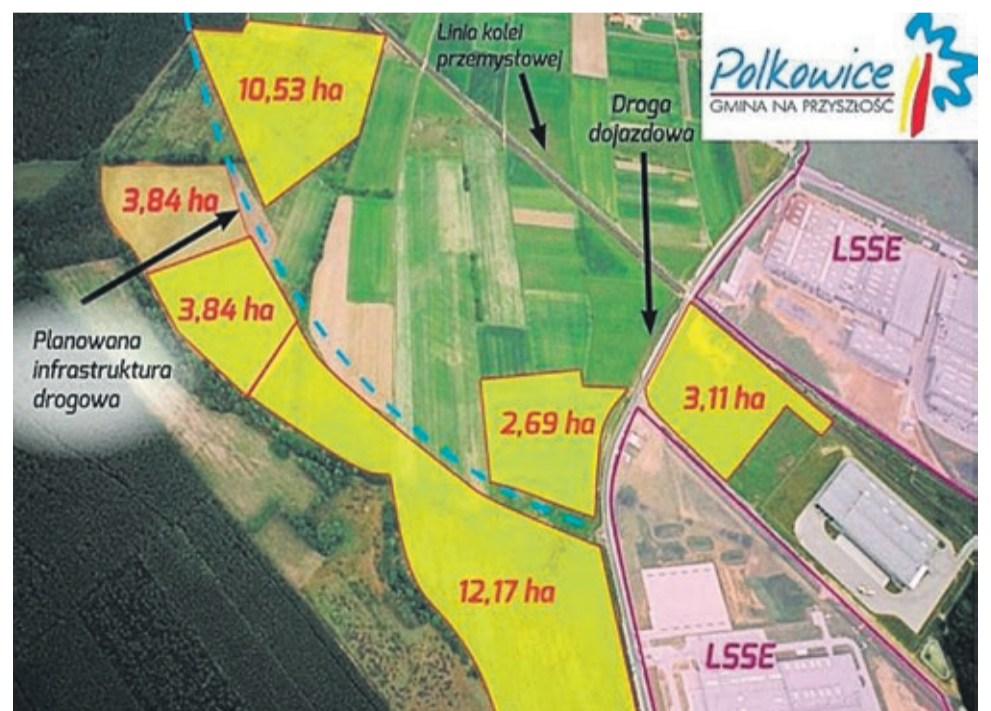 Linia kolei
przemysłowej
Polkowice
GMINA NA PRZYSZŁOŚĆ
10,53 ha
Droga
dojazdowa
3,84 ha
LSSE
3,84 ha
Planowana
infrastruktura
drogowa
3,11 ha
2,69 ha
12,17 ha
LSSE